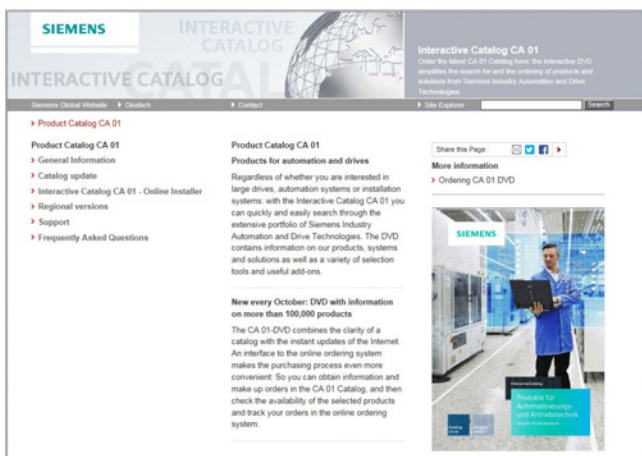 SIEMENS
INTERACTIVE
CATALOG
INTERACTIVE CATALOG
Interactive Catalog CA 01
Order the latest CA 01 Catalog here: the interactive DVD
simplifies the search for and the ordering of products and
solutions from Siemens Industry Automation and Drive
Technologies.
Siemens Global Website
Deutsch
Contact
Site Explorer
Search
Product Catalog CA 01
Product Catalog CA 01
General Information
Catalog update
Interactive Catalog CA 01 - Online Installer
Regional versions
Support
Frequently Asked Questions
Product Catalog CA 01
Products for automation and drives
Regardless of whether you are interested in
large drives, automation systems or installation
systems: with the Interactive Catalog CA 01 you
can quickly and easily search through the
extensive portfolio of Siemens Industry
Automation and Drive Technologies. The DVD
contains information on our products, systems
and solutions as well as a variety of selection
tools and useful add-ons.
New every October: DVD with information
on more than 100,000 products
The CA 01-DVD combines the clarity of a
catalog with the instant updates of the Internet.
An interface to the online ordering system
makes the purchasing process even more
convenient: So you can obtain information and
make up orders in the CA 01 Catalog, and then
check the availability of the selected products
and track your orders in the online ordering
system.
Share this Page:
More information
Ordering CA 01 DVD
SIEMENS
Produkte für
Automatisierungs-
und Antriebstechnik